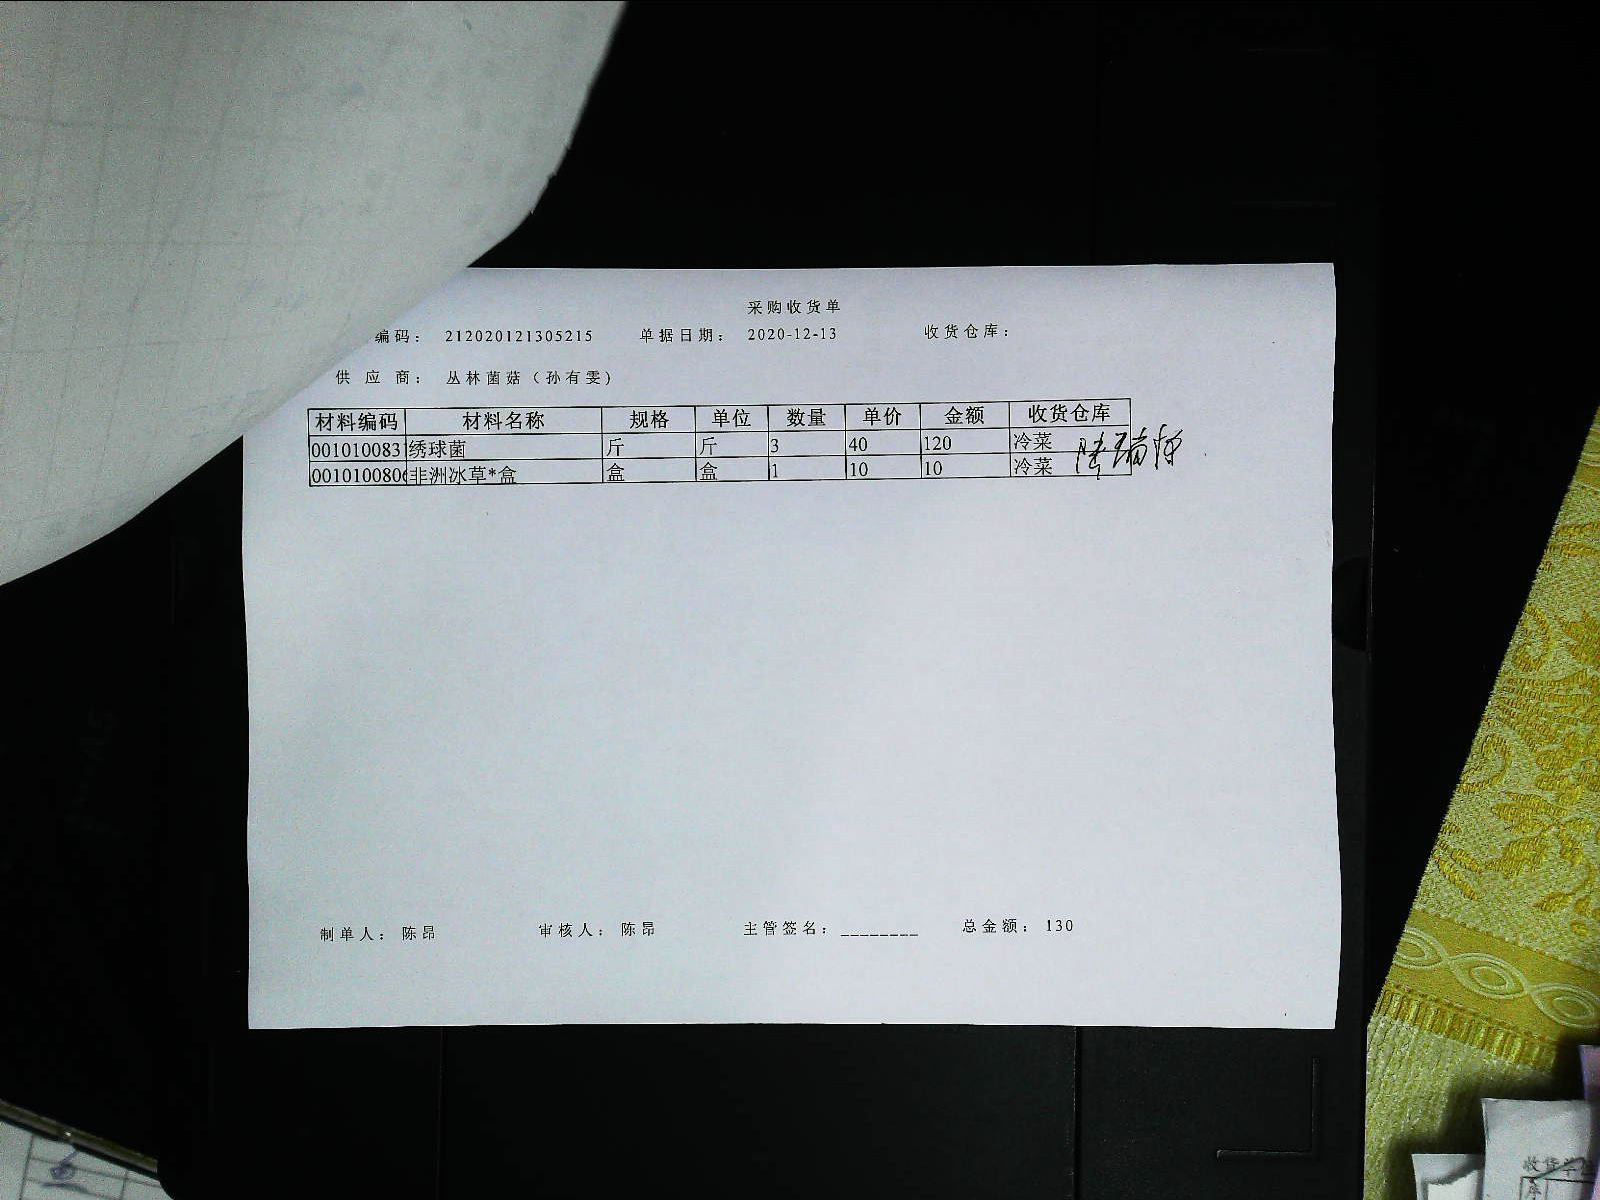 采购收货单
编码： 212020121305215 单据日期： 2020-12-13 收货仓库：
供应商： 丛林菌菇（孙有雯）
材料编码 材料名称 规格 单位 数量 单价 金额 收货仓库
001010083 绣球菌 斤 斤 3 40 120 冷菜
001010080 非洲冰草*盒 盒 盒 1 10 10 冷菜
制单人： 陈昂 审核人： 陈昂 主管签名：________ 总金额： 130